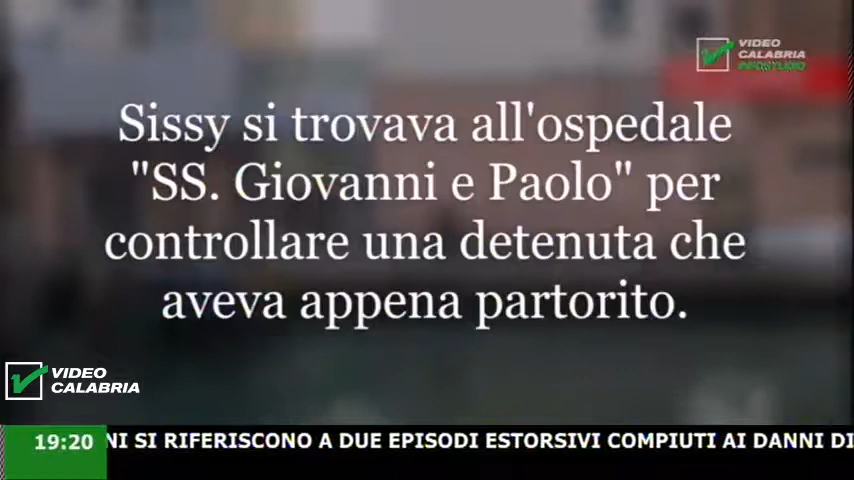 VIDEO
CALABRIA
INFOSTUDIO
Sissy si trovava all'ospedale
"SS. Giovanni e Paolo" per
controllare una detenuta che
aveva appena partorito.
VIDEO
CALABRIA
19:20
NI SI RIFERISCONO A DUE EPISODI ESTORSIVI COMPIUTI AI DANNI DI